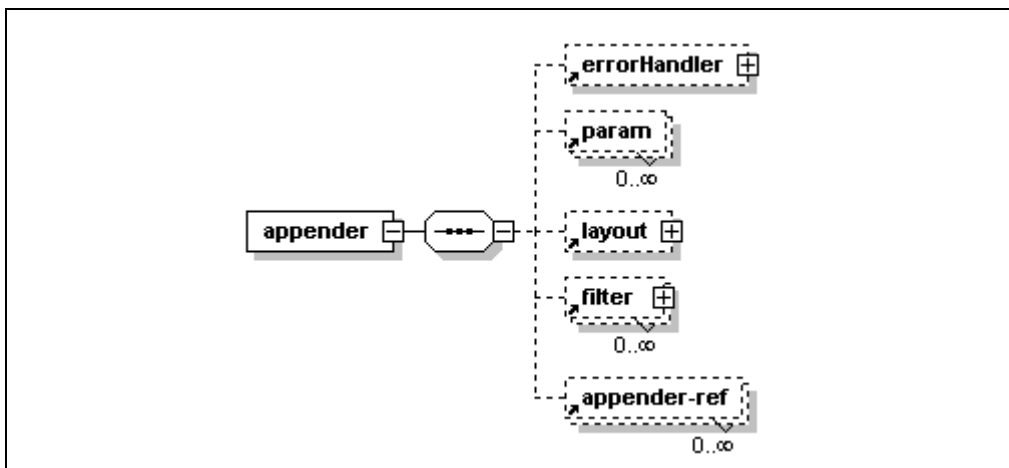 errorHandler
param
0..∞
appender
layout
filter
0..∞
appender-ref
0..∞